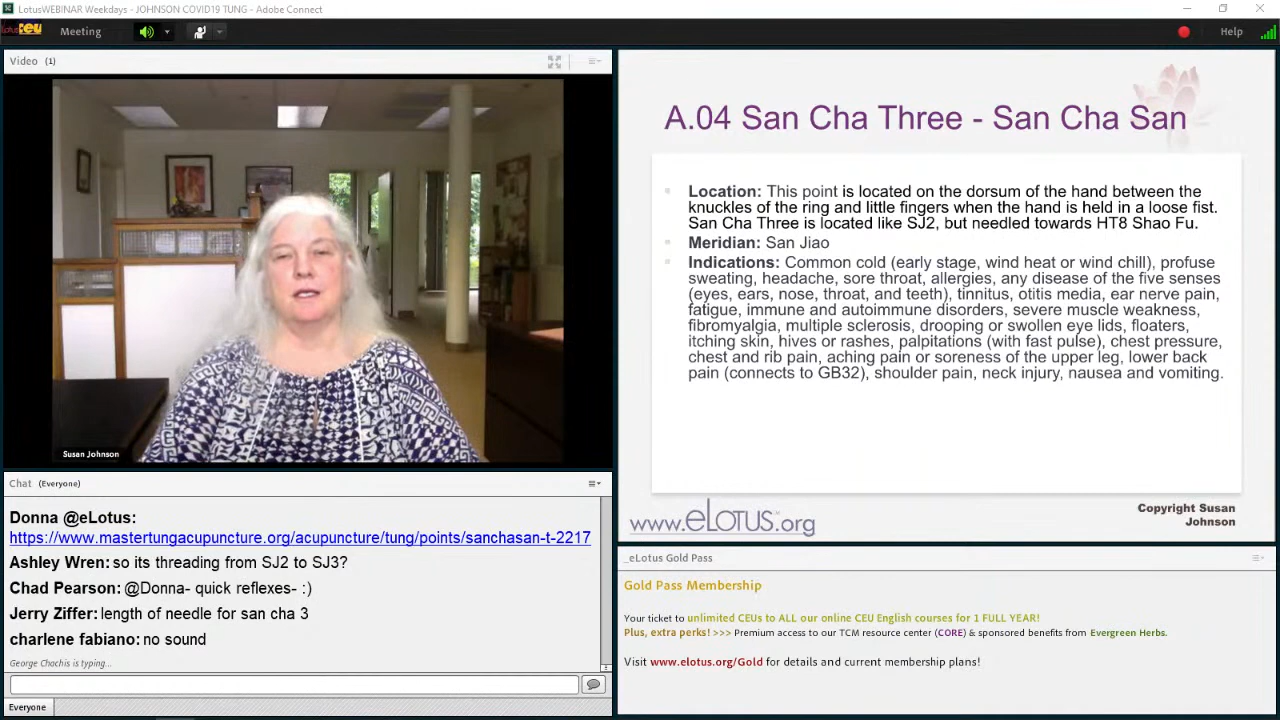 LotusWEBINAR Weekdays - JOHNSON COVID19 TUNG - Adobe Connect
Meeting
Help
Video (1)
Susan Johnson
A.04 San Cha Three - San Cha San
Location: This point is located on the dorsum of the hand between the
knuckles of the ring and little fingers when the hand is held in a loose fist.
San Cha Three is located like SJ2, but needled towards HT8 Shao Fu.
Meridian: San Jiao
Indications: Common cold (early stage, wind heat or wind chill), profuse
sweating, headache, sore throat, allergies, any disease of the five senses
(eyes, ears, nose, throat, and teeth), tinnitus, otitis media, ear nerve pain,
fatigue, immune and autoimmune disorders, severe muscle weakness,
fibromyalgia, multiple sclerosis, drooping or swollen eye lids, floaters,
itching skin, hives or rashes, palpitations (with fast pulse), chest pressure,
chest and rib pain, aching pain or soreness of the upper leg, lower back
pain (connects to GB32), shoulder pain, neck injury, nausea and vomiting.
www.eLotus.org
Copyright Susan
Johnson
Chat (Everyone)
Donna @eLotus:
https://www.mastertungacupuncture.org/acupuncture/tung/points/sanchasan-t-2217
Ashley Wren: so its threading from SJ2 to SJ3?
Chad Pearson: @Donna- quick reflexes- :)
Jerry Ziffer: length of needle for san cha 3
charlene fabiano: no sound
George Chachis is typing...
Everyone
_eLotus Gold Pass
Gold Pass Membership
Your ticket to unlimited CEUs to ALL our online CEU English courses for 1 FULL YEAR!
Plus, extra perks! >>> Premium access to our TCM resource center (CORE) & sponsored benefits from Evergreen Herbs.
Visit www.elotus.org/Gold for details and current membership plans!